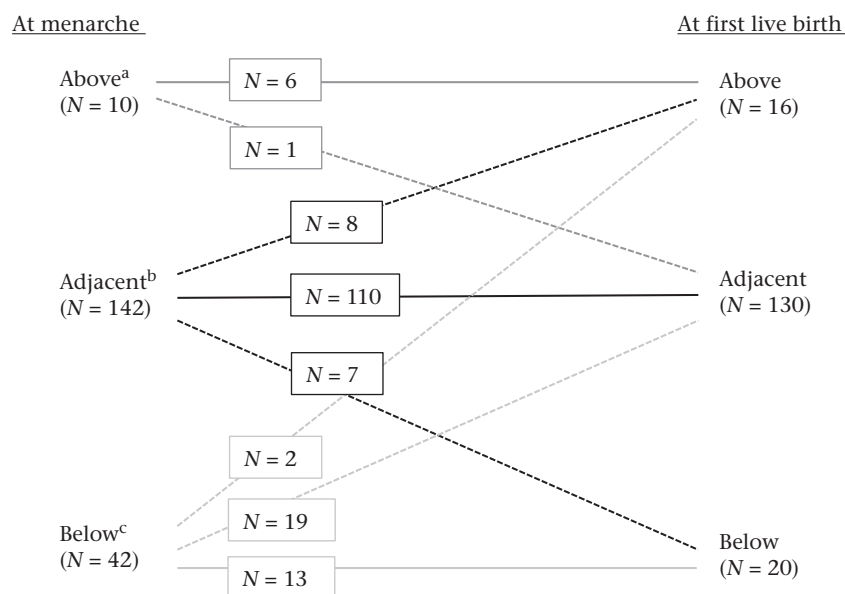 At menarche
At first live birth
Above^a
(N = 10)
N = 6
Above
(N = 16)
N = 1
N = 8
Adjacent^b
(N = 142)
N = 110
Adjacent
(N = 130)
N = 7
N = 2
N = 19
Below^c
(N = 42)
N = 13
Below
(N = 20)